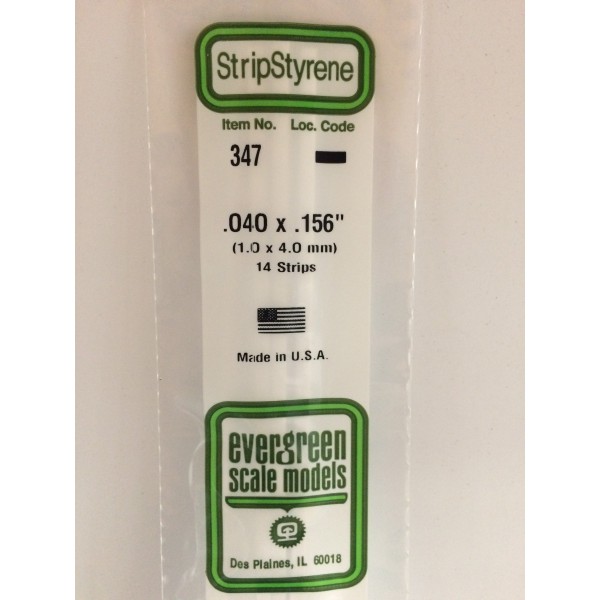 StripStyrene
Item No. Loc. Code
347
.040 x .156"
(1.0 x 4.0 mm)
14 Strips
Made in U.S.A.
evergreen
scale models
Des Plaines, IL 60018